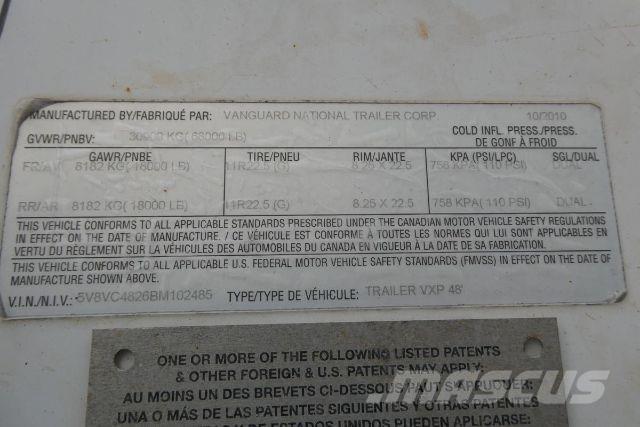 MANUFACTURED BY/FABRIQUÉ PAR: VANGUARD NATIONAL TRAILER CORP. 10/2010
GVWR/PNBV: 30900 KG( 68000 LB) COLD INFL. PRESS./PRESS. DE GONF À FROID
GAWR/PNBE TIRE/PNEU RIM/JANTE KPA (PSI/LPC) SGL/DUAL
FR/AV 8182 KG( 18000 LB) 11R22.5 (G) 8.25 X 22.5 758 KPA( 110 PSI) DUAL
RR/AR 8182 KG( 18000 LB) 11R22.5 (G) 8.25 X 22.5 758 KPA( 110 PSI) DUAL
THIS VEHICLE CONFORMS TO ALL APPLICABLE STANDARDS PRESCRIBED UNDER THE CANADIAN MOTOR VEHICLE SAFETY REGULATIONS
IN EFFECT ON THE DATE OF MANUFACTURE. / CE VÉHICULE EST CONFORME À TOUTES LES NORMES QUI LUI SONT APPLICABLES EN
VERTU DU RÈGLEMENT SUR LA SÉCURITÉ DES VÉHICULES AUTOMOBILES DU CANADA EN VIGUEUR À LA DATE DE SA FABRICATION.
THIS VEHICLE CONFORMS TO ALL APPLICABLE U.S. FEDERAL MOTOR VEHICLE SAFETY STANDARDS (FMVSS) IN EFFECT ON THE DATE OF
MANUFACTURE SHOWN ABOVE.
V.I.N./N.I.V.: 5V8VC4826BM102485 TYPE/TYPE DE VÉHICULE: TRAILER VXP 48'
ONE OR MORE OF THE FOLLOWING LISTED PATENTS
& OTHER FOREIGN & U.S. PATENTS MAY APPLY:
AU MOINS UN DES BREVETS CI-DESSOUS PAUT S'APPLIQUER:
UNA O MÁS DE LAS PATENTES SIGUIENTES Y OTRAS PATENTES
DE ESTADOS UNIDOS PUEDEN APLICARSE:
MASCUS